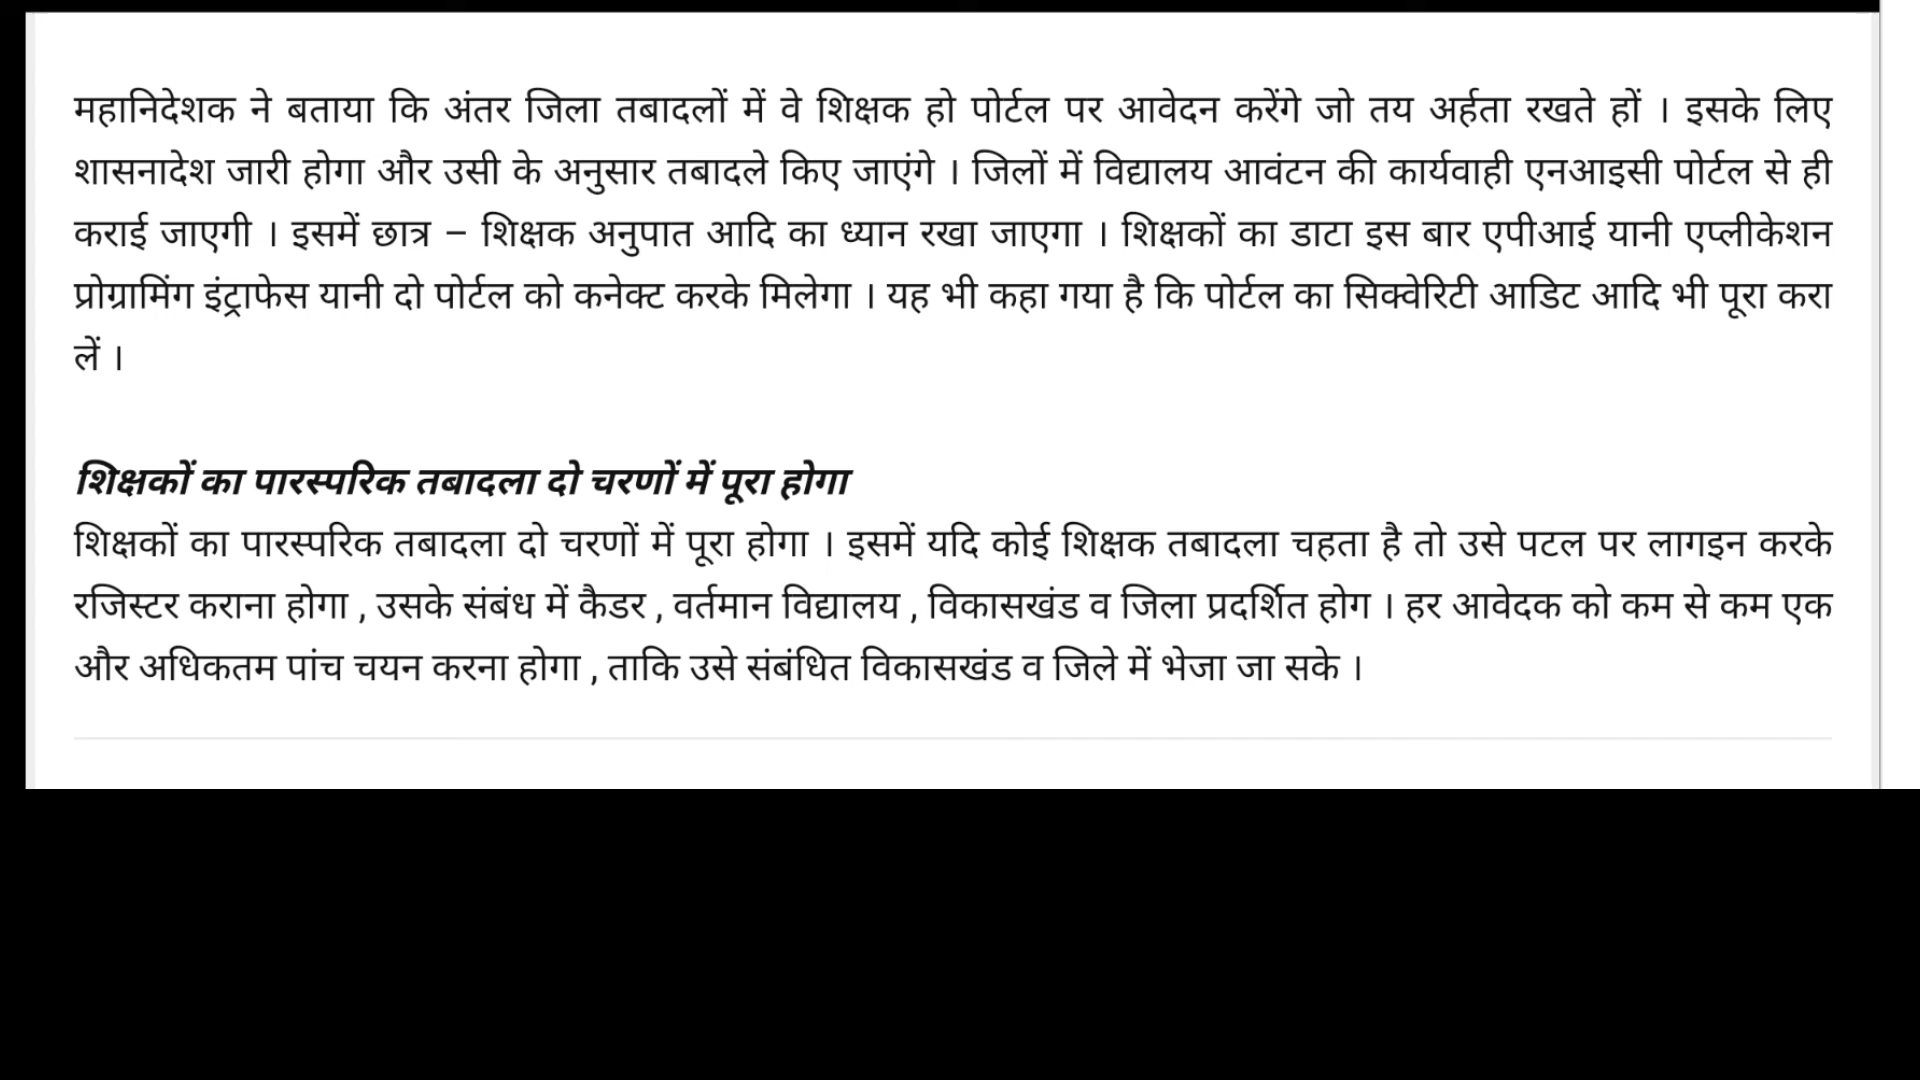 महानिदेशक ने बताया कि अंतर जिला तबादलों में वे शिक्षक हो पोर्टल पर आवेदन करेंगे जो तय अर्हता रखते हों । इसके लिए
शासनादेश जारी होगा और उसी के अनुसार तबादले किए जाएंगे । जिलों में विद्यालय आवंटन की कार्यवाही एनआइसी पोर्टल से ही
कराई जाएगी । इसमें छात्र – शिक्षक अनुपात आदि का ध्यान रखा जाएगा । शिक्षकों का डाटा इस बार एपीआई यानी एप्लीकेशन
प्रोग्रामिंग इंट्राफेस यानी दो पोर्टल को कनेक्ट करके मिलेगा । यह भी कहा गया है कि पोर्टल का सिक्वेरिटी आडिट आदि भी पूरा करा
लें ।
शिक्षकों का पारस्परिक तबादला दो चरणों में पूरा होगा
शिक्षकों का पारस्परिक तबादला दो चरणों में पूरा होगा । इसमें यदि कोई शिक्षक तबादला चहता है तो उसे पटल पर लागइन करके
रजिस्टर कराना होगा , उसके संबंध में कैडर , वर्तमान विद्यालय , विकासखंड व जिला प्रदर्शित होग । हर आवेदक को कम से कम एक
और अधिकतम पांच चयन करना होगा , ताकि उसे संबंधित विकासखंड व जिले में भेजा जा सके ।